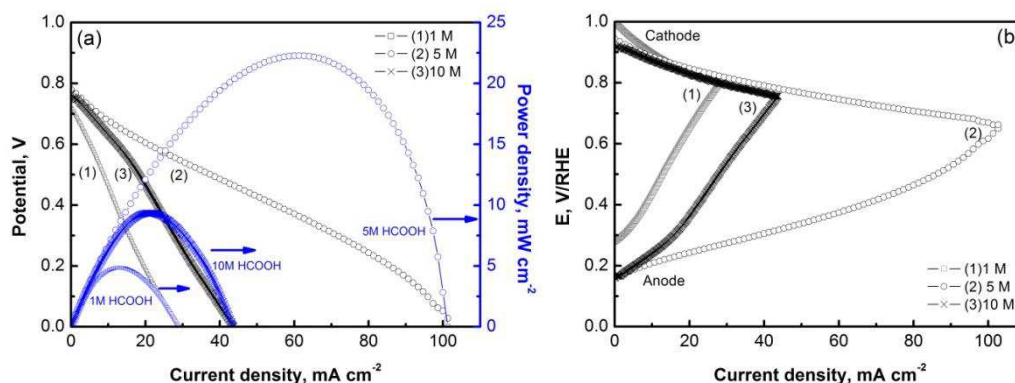 (a)
(1)1 M
(2) 5 M
(3)10 M
1.0
0.8
0.6
0.4
0.2
0.0
Potential, V
25
20
15
10
5
0
Power density, mW cm-2
(1)
(3)
(2)
5M HCOOH
10M HCOOH
1M HCOOH
0 20 40 60 80 100
Current density, mA cm-2
(b)
Cathode
1.0
0.8
0.6
0.4
0.2
0.0
E, V/RHE
(1)
(3)
(2)
Anode
(1)1 M
(2) 5 M
(3)10 M
0 20 40 60 80 100
Current density, mA cm-2